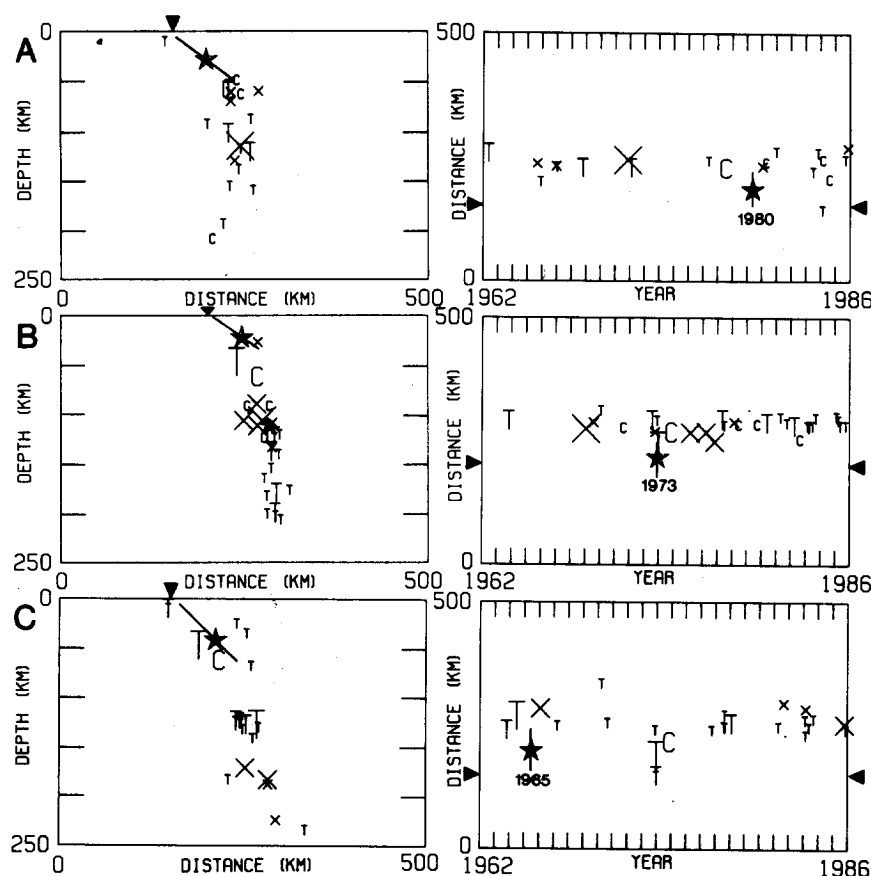 A
0
DEPTH (KM)
250
0
DISTANCE (KM)
500
500
DISTANCE (KM)
0
1980
1962
YEAR
1986
B
0
DEPTH (KM)
250
0
DISTANCE (KM)
500
500
DISTANCE (KM)
0
1973
1962
YEAR
1986
C
0
DEPTH (KM)
250
0
DISTANCE (KM)
500
500
DISTANCE (KM)
0
1965
1962
YEAR
1986